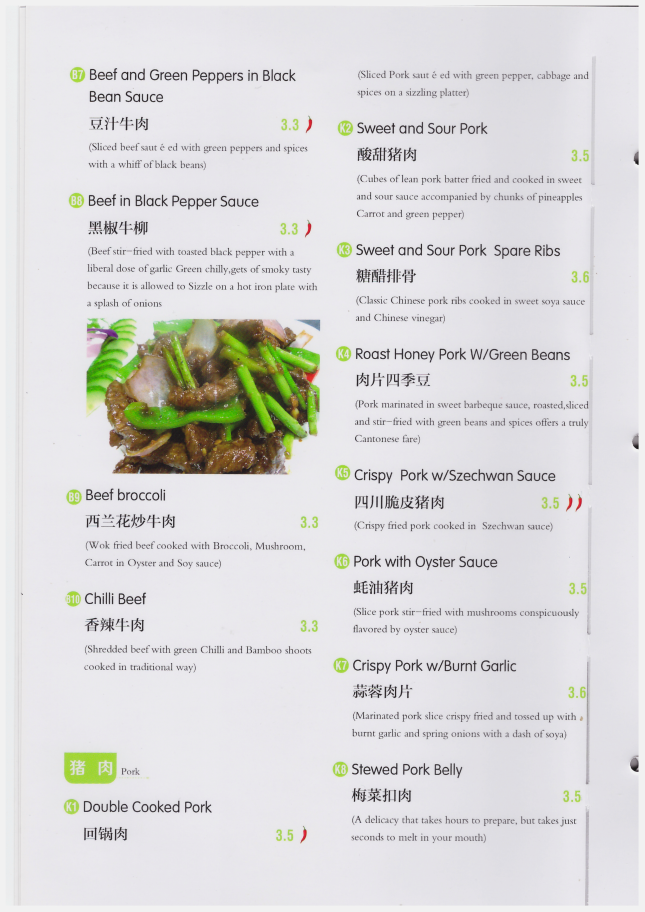 B7 Beef and Green Peppers in Black
Bean Sauce
豆汁牛肉 3.3
(Sliced beef saut é ed with green peppers and spices
with a whiff of black beans)
B8 Beef in Black Pepper Sauce
黑椒牛柳 3.3
(Beef stir-fried with toasted black pepper with a
liberal dose of garlic Green chilly,gets of smoky tasty
because it is allowed to Sizzle on a hot iron plate with
a splash of onions
B9 Beef broccoli
西兰花炒牛肉 3.3
(Wok fried beef cooked with Broccoli, Mushroom,
Carrot in Oyster and Soy sauce)
B10 Chilli Beef
香辣牛肉 3.3
(Shredded beef with green Chilli and Bamboo shoots
cooked in traditional way)
猪 肉 Pork
K1 Double Cooked Pork
回锅肉 3.5
(Sliced Pork saut é ed with green pepper, cabbage and
spices on a sizzling platter)
K2 Sweet and Sour Pork
酸甜猪肉 3.5
(Cubes of lean pork batter fried and cooked in sweet
and sour sauce accompanied by chunks of pineapples
Carrot and green pepper)
K3 Sweet and Sour Pork Spare Ribs
糖醋排骨 3.6
(Classic Chinese pork ribs cooked in sweet soya sauce
and Chinese vinegar)
K4 Roast Honey Pork W/Green Beans
肉片四季豆 3.5
(Pork marinated in sweet barbeque sauce, roasted,sliced
and stir-fried with green beans and spices offers a truly
Cantonese fare)
K5 Crispy Pork w/Szechwan Sauce
四川脆皮猪肉 3.5
(Crispy fried pork cooked in Szechwan sauce)
K6 Pork with Oyster Sauce
蚝油猪肉 3.5
(Slice pork stir-fried with mushrooms conspicuously
flavored by oyster sauce)
K7 Crispy Pork w/Burnt Garlic
蒜蓉肉片 3.6
(Marinated pork slice crispy fried and tossed up with a
burnt garlic and spring onions with a dash of soya)
K8 Stewed Pork Belly
梅菜扣肉 3.5
(A delicacy that takes hours to prepare, but takes just
seconds to melt in your mouth)